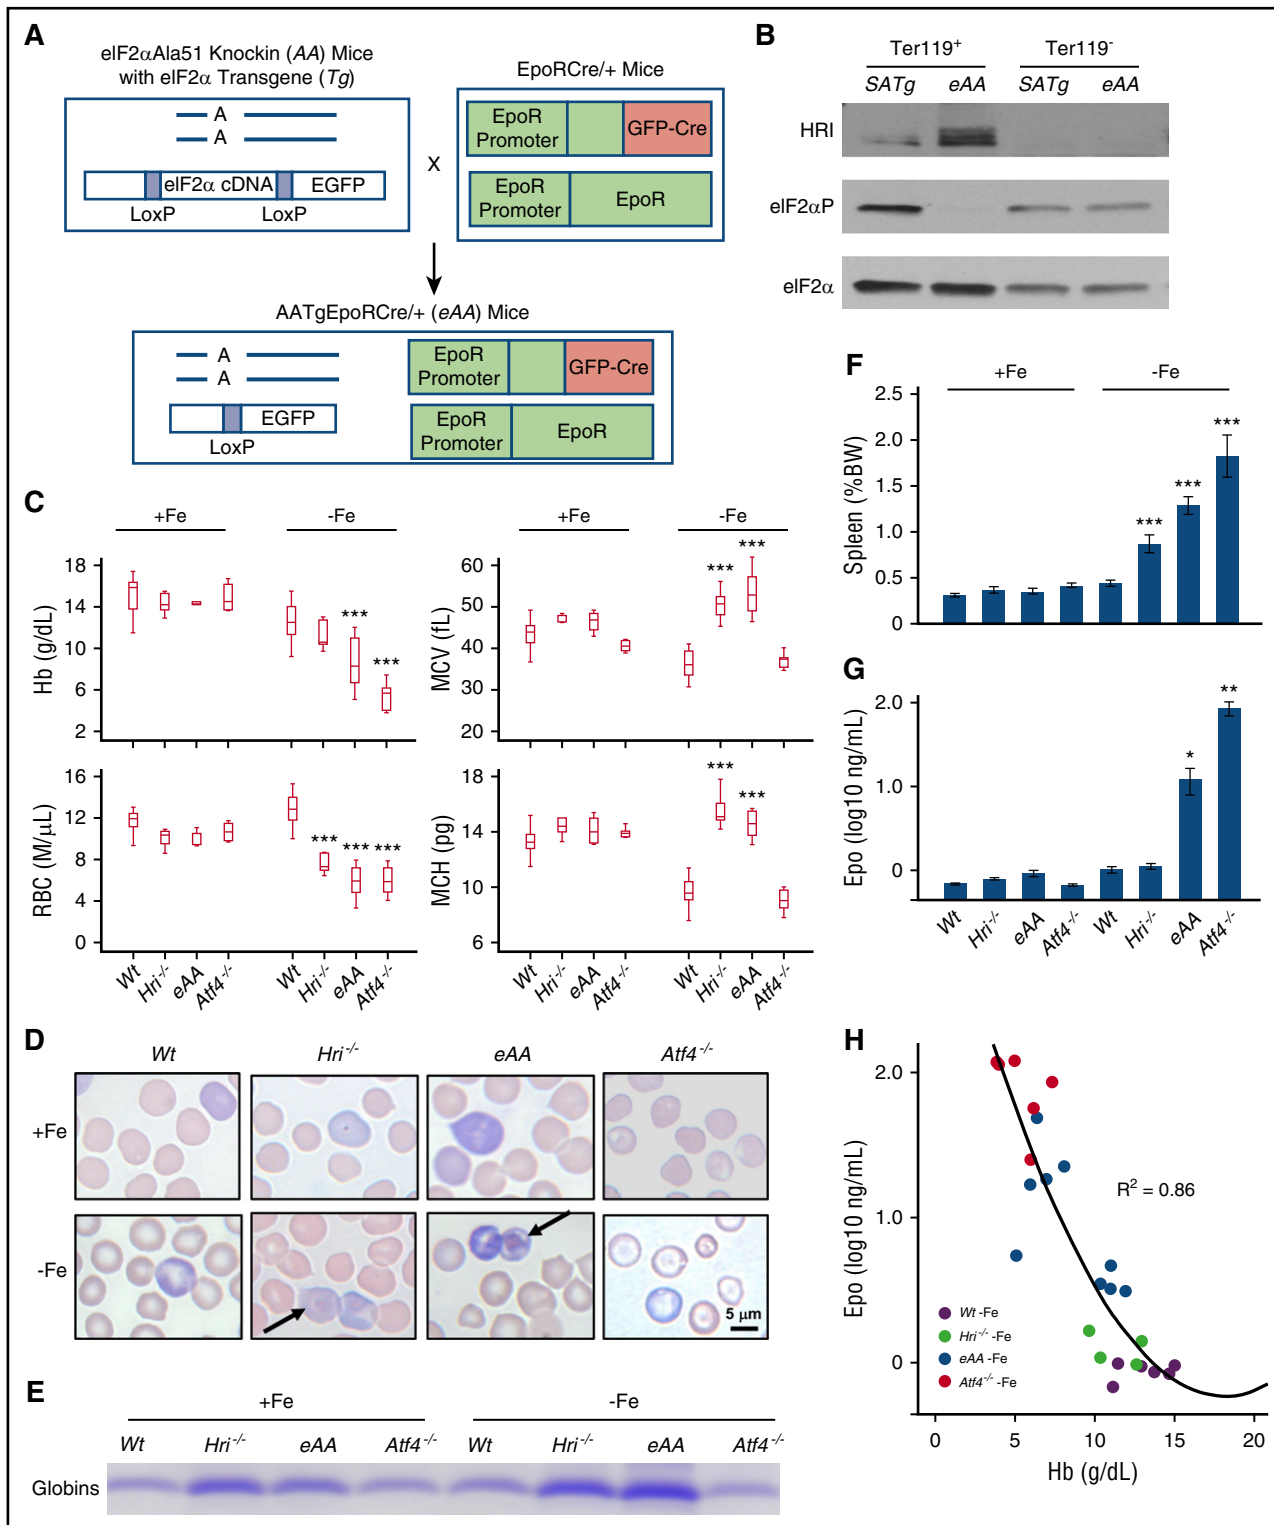 A
eIF2αAla51 Knockin (AA) Mice
with eIF2α Transgene (Tg)
A
A
eIF2α cDNA
EGFP
LoxP
LoxP
X
EpoRCre/+ Mice
EpoR
Promoter
GFP-Cre
EpoR
Promoter
EpoR
AATgEpoRCre/+ (eAA) Mice
A
A
EGFP
LoxP
EpoR
Promoter
GFP-Cre
EpoR
Promoter
EpoR
B
Ter119+
Ter119-
SATg
eAA
SATg
eAA
HRI
eIF2αP
eIF2α
C
+Fe
-Fe
Hb (g/dL)
18
14
10
6
2
***
***
+Fe
-Fe
MCV (fL)
60
50
40
30
20
***
***
RBC (M/µL)
16
12
8
4
0
***
***
***
Wt
Hri-/-
eAA
Atf4-/-
Wt
Hri-/-
eAA
Atf4-/-
MCH (pg)
18
14
10
6
***
***
Wt
Hri-/-
eAA
Atf4-/-
Wt
Hri-/-
eAA
Atf4-/-
D
Wt
Hri-/-
eAA
Atf4-/-
+Fe
-Fe
5 µm
E
+Fe
-Fe
Wt
Hri-/-
eAA
Atf4-/-
Wt
Hri-/-
eAA
Atf4-/-
Globins
F
+Fe
-Fe
Spleen (%BW)
2.5
2.0
1.5
1.0
0.5
0
***
***
***
G
Epo (log10 ng/mL)
2.0
1.0
0
*
**
Wt
Hri-/-
eAA
Atf4-/-
Wt
Hri-/-
eAA
Atf4-/-
H
Epo (log10 ng/mL)
2.0
1.0
0
R2 = 0.86
Wt -Fe
Hri-/- -Fe
eAA -Fe
Atf4-/- -Fe
0
5
10
15
20
Hb (g/dL)